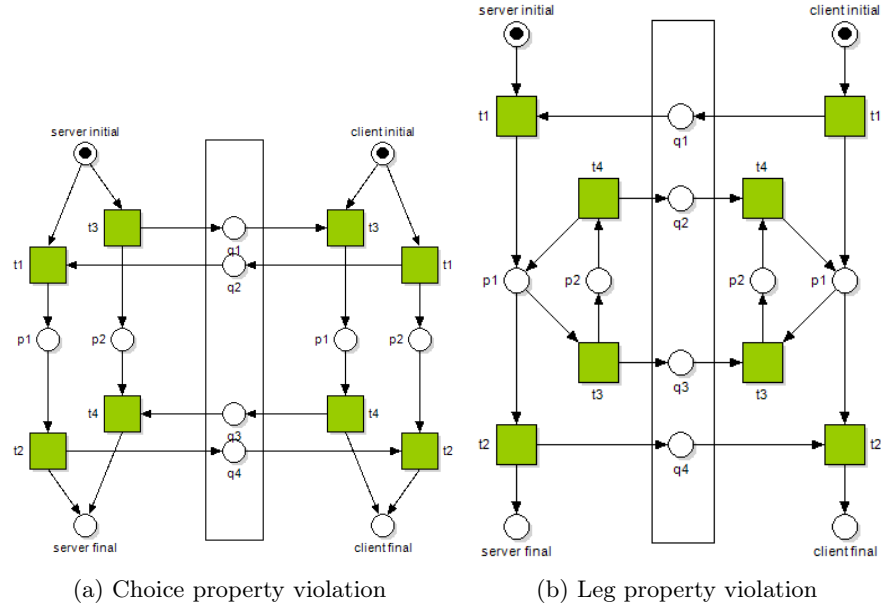 server initial
client initial
t1
t1
q1
t4
t4
q2
p1
p2
p2
p1
q3
t3
t3
t2
t2
q4
server final
client final
server initial
client initial
t3
t3
q1
t1
t1
q2
p1
p2
p1
p2
t4
t4
q3
t2
t2
q4
server final
client final
(a) Choice property violation
(b) Leg property violation